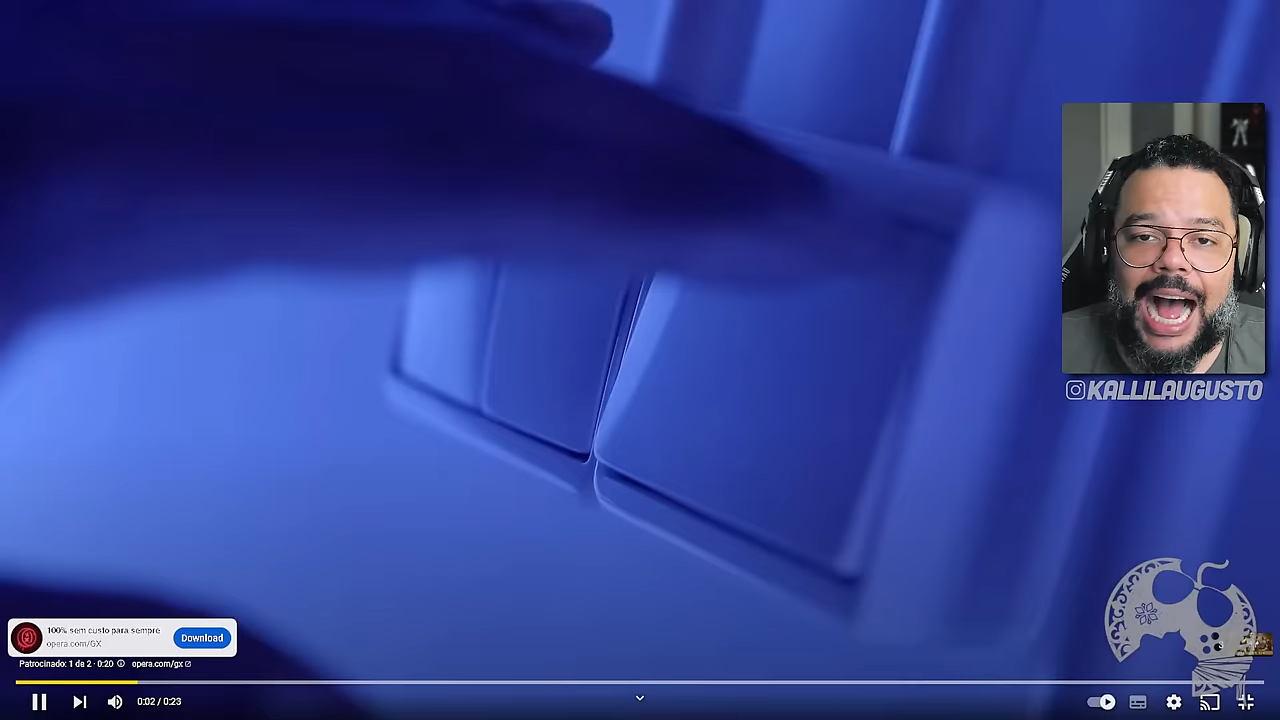 KALLILAUGUSTO
100% sem custo para sempre
opera.com/GX
Download
Patrocinado: 1 de 2 · 0:20
opera.com/gx
0:02 / 0:23